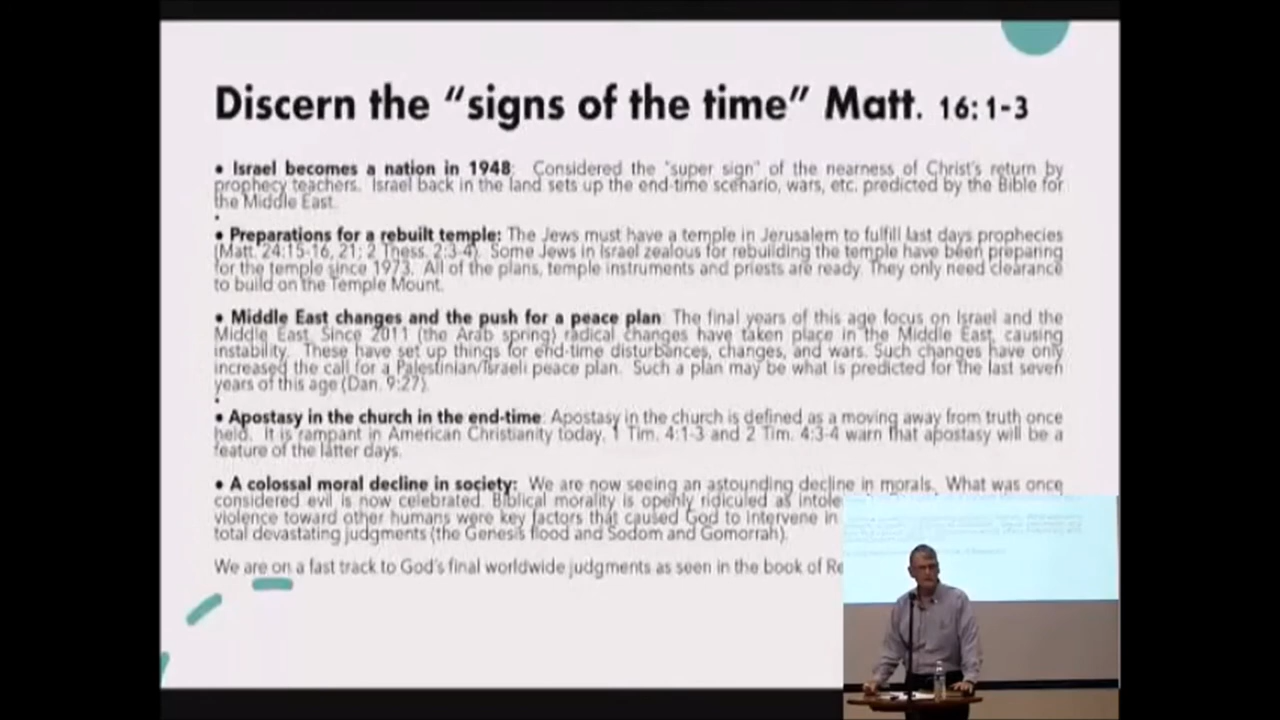 Discern the “signs of the time” Matt. 16:1-3
• Israel becomes a nation in 1948: Considered the "super sign" of the nearness of Christ's return by
prophecy teachers. Israel back in the land sets up the end-time scenario, wars, etc. predicted by the Bible for
the Middle East.
•
• Preparations for a rebuilt temple: The Jews must have a temple in Jerusalem to fulfill last days prophecies
(Matt. 24:15-16, 21; 2 Thess. 2:3-4). Some Jews in Israel zealous for rebuilding the temple have been preparing
for the temple since 1973. All of the plans, temple instruments and priests are ready. They only need clearance
to build on the Temple Mount.
• Middle East changes and the push for a peace plan: The final years of this age focus on Israel and the
Middle East. Since 2011 (the Arab spring) radical changes have taken place in the Middle East, causing
instability. These have set up things for end-time disturbances, changes, and wars. Such changes have only
increased the call for a Palestinian/Israeli peace plan. Such a plan may be what is predicted for the last seven
years of this age (Dan. 9:27).
•
• Apostasy in the church in the end-time: Apostasy in the church is defined as a moving away from truth once
held. It is rampant in American Christianity today. 1 Tim. 4:1-3 and 2 Tim. 4:3-4 warn that apostasy will be a
feature of the latter days.
• A colossal moral decline in society: We are now seeing an astounding decline in morals. What was once
considered evil is now celebrated. Biblical morality is openly ridiculed as intole
violence toward other humans were key factors that caused God to intervene in
total devastating judgments (the Genesis flood and Sodom and Gomorrah).
We are on a fast track to God's final worldwide judgments as seen in the book of Re